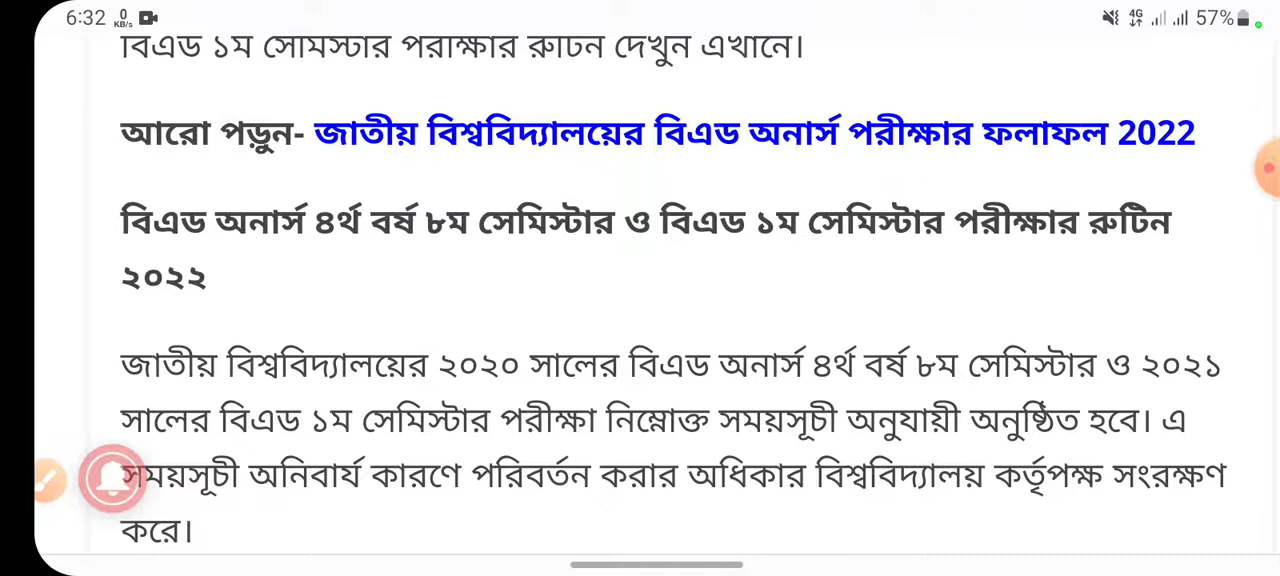 6:32 0 KB/s 4G 57%
বিএড ১ম সেমিস্টার পরীক্ষার রুটিন দেখুন এখানে।
আরো পড়ুন- জাতীয় বিশ্ববিদ্যালয়ের বিএড অনার্স পরীক্ষার ফলাফল 2022
বিএড অনার্স ৪র্থ বর্ষ ৮ম সেমিস্টার ও বিএড ১ম সেমিস্টার পরীক্ষার রুটিন
২০২২
জাতীয় বিশ্ববিদ্যালয়ের ২০২০ সালের বিএড অনার্স ৪র্থ বর্ষ ৮ম সেমিস্টার ও ২০২১
সালের বিএড ১ম সেমিস্টার পরীক্ষা নিম্নোক্ত সময়সূচী অনুযায়ী অনুষ্ঠিত হবে। এ
সময়সূচী অনিবার্য কারণে পরিবর্তন করার অধিকার বিশ্ববিদ্যালয় কর্তৃপক্ষ সংরক্ষণ
করে।